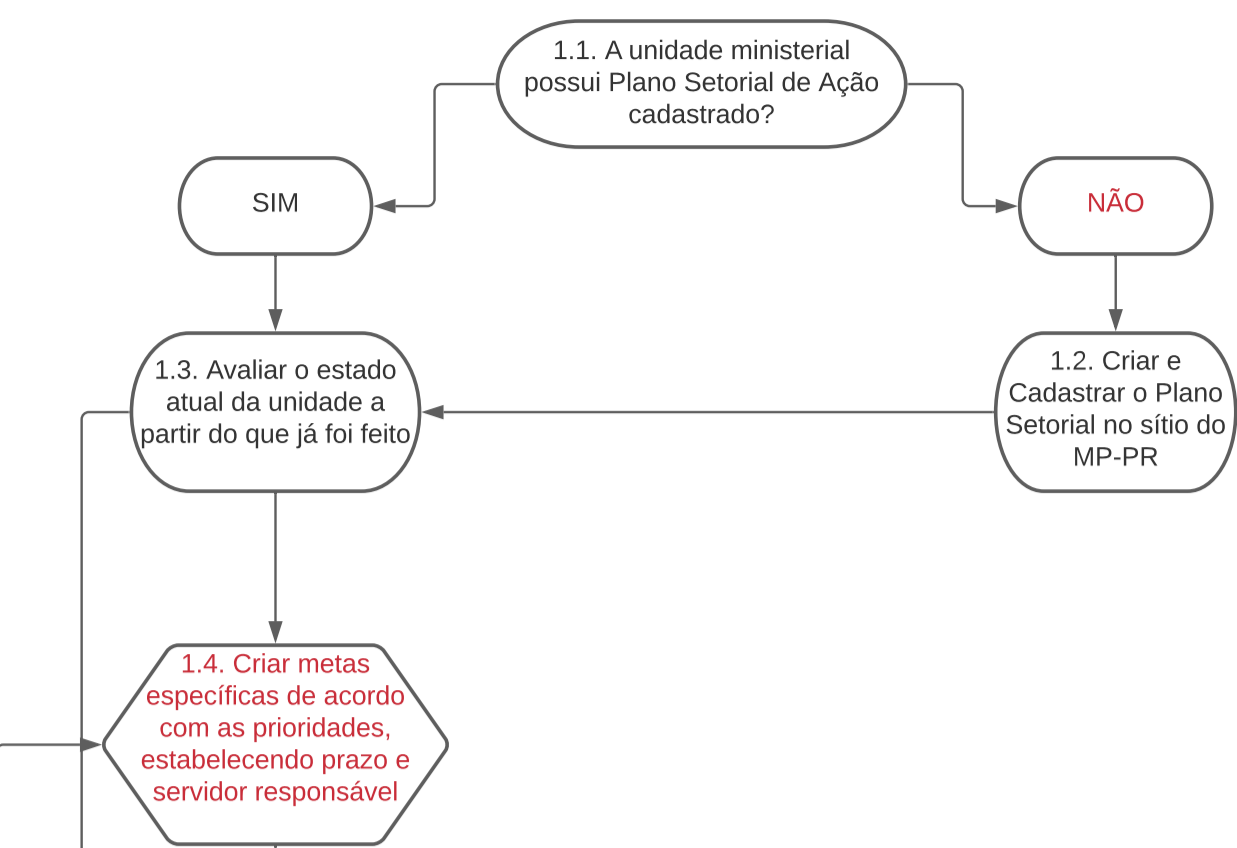 1.1. A unidade ministerial
possui Plano Setorial de Ação
cadastrado?
SIM
NÃO
1.3. Avaliar o estado
atual da unidade a
partir do que já foi feito
1.2. Criar e
Cadastrar o Plano
Setorial no sítio do
MP-PR
1.4. Criar metas
específicas de acordo
com as prioridades,
estabelecendo prazo e
servidor responsável